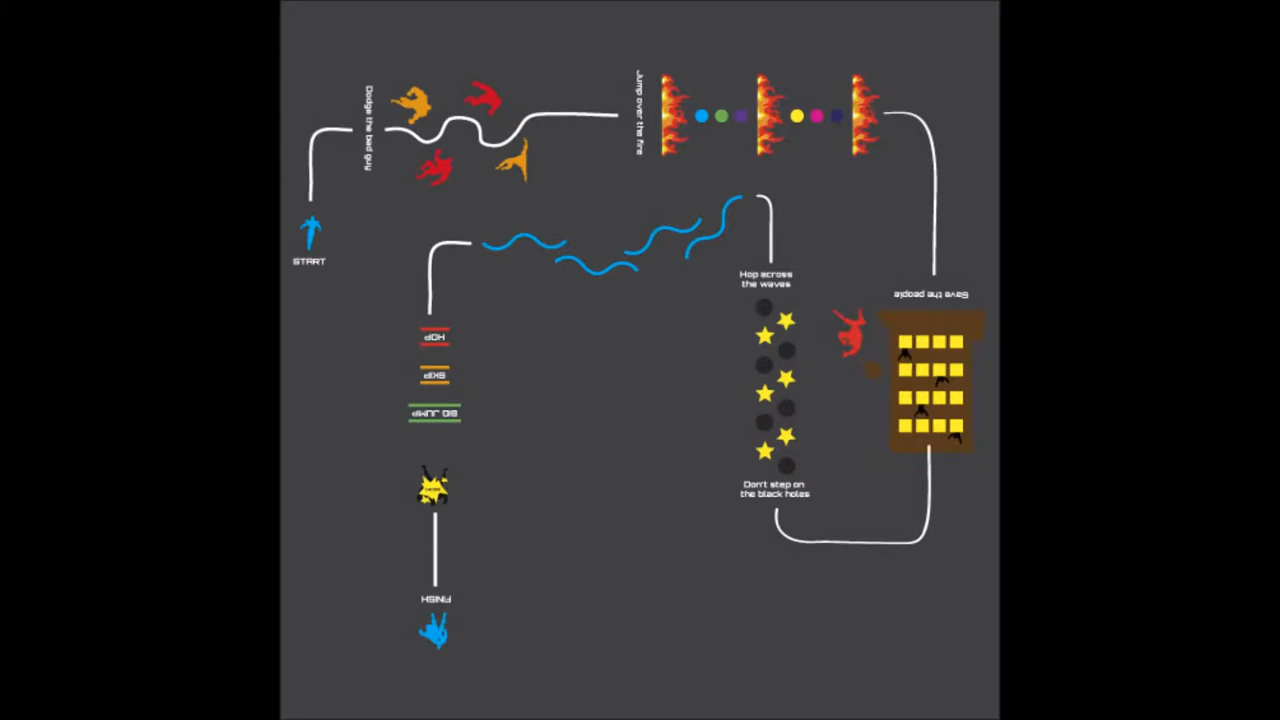 START
Dodge the bad guy
Jump over the fire
Save the people
Don't step on
the black holes
Hop across
the waves
HOP
SKIP
BIG JUMP
FINISH